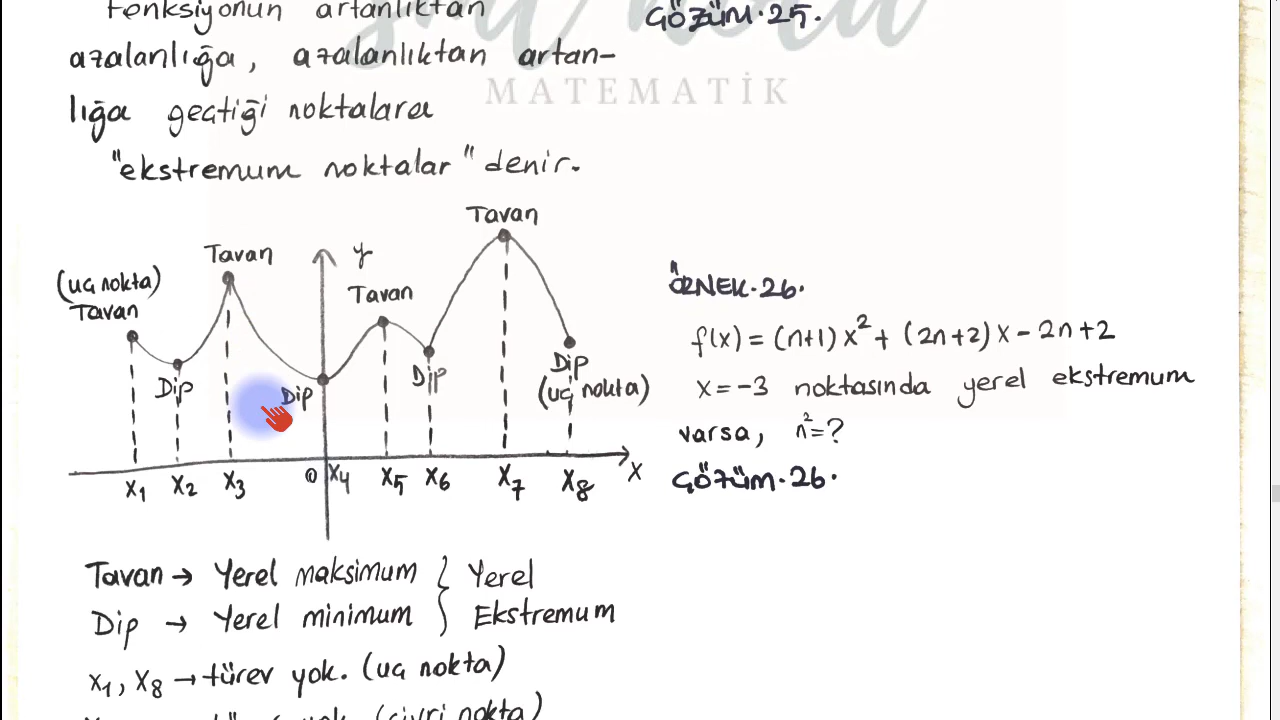 fonksiyonun artanlıktan
azalanlığa, azalanlıktan artan-
lığa geçtiği noktalara
"ekstremum noktalar" denir.
Tavan
Tavan
y
(uç nokta)
Tavan
Tavan
Dip
Dip
Dip
Dip
(uç nokta)
x₁ x₂ x₃ 0 x₄ x₅ x₆ x₇ x₈ x
Tavan → Yerel maksimum } Yerel
Dip → Yerel minimum } Ekstremum
x₁, x₈ → türev yok. (uç nokta)
(sivri nokta)
MATEMATİK
ÇÖZÜM.25.
ÖRNEK.26.
f(x) = (n+1)x² + (2n+2)x - 2n+2
x = -3 noktasında yerel ekstremum
varsa, n²=?
ÇÖZÜM.26.